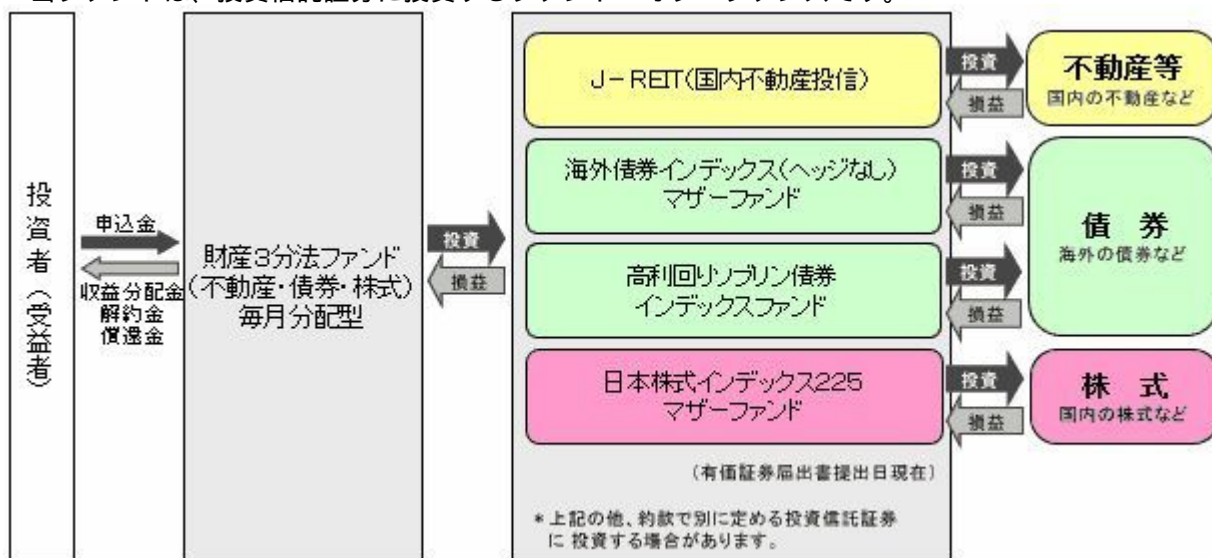 投資者（受益者）
申込金
収益分配金
解約金
償還金
財産3分法ファンド
(不動産・債券・株式)
毎月分配型
投資
損益
J-REIT(国内不動産投信)
投資
損益
不動産等
国内の不動産など
海外債券インデックス(ヘッジなし)
マザーファンド
投資
損益
高利回りソブリン債券
インデックスファンド
投資
損益
債 券
海外の債券など
日本株式インデックス225
マザーファンド
投資
損益
株 式
国内の株式など
(有価証券届出書提出日現在)
*上記の他、約款で別に定める投資信託証券
に投資する場合があります。